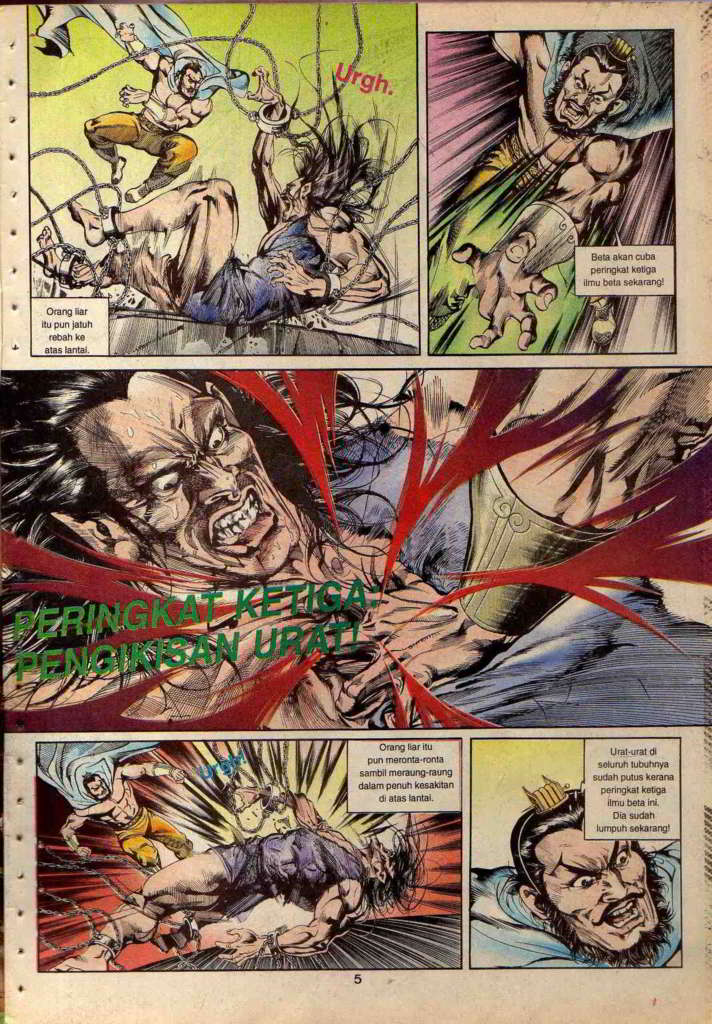 Urgh.
Orang liar
itu pun jatuh
rebah ke
atas lantai.
Beta akan cuba
peringkat ketiga
ilmu beta sekarang!
PERINGKAT KETIGA:
PENGIKISAN URAT!
Urgh!
Orang liar itu
pun meronta-ronta
sambil meraung-raung
dalam penuh kesakitan
di atas lantai.
Urat-urat di
seluruh tubuhnya
sudah putus kerana
peringkat ketiga
ilmu beta ini.
Dia sudah
lumpuh sekarang!
5